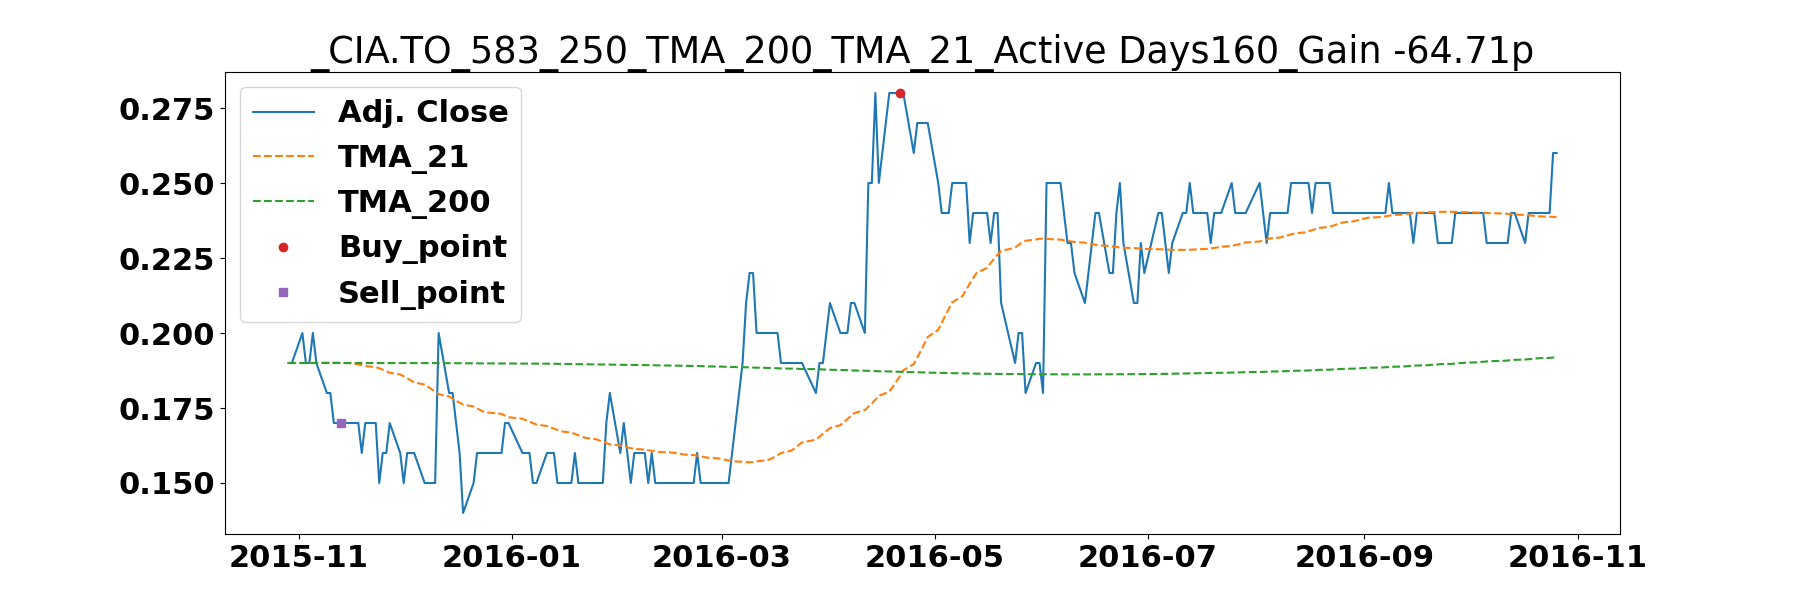 _CIA.TO_583_250_TMA_200_TMA_21_Active Days160_Gain -64.71p
Adj. Close
TMA_21
TMA_200
Buy_point
Sell_point
0.275
0.250
0.225
0.200
0.175
0.150
2015-11 2016-01 2016-03 2016-05 2016-07 2016-09 2016-11